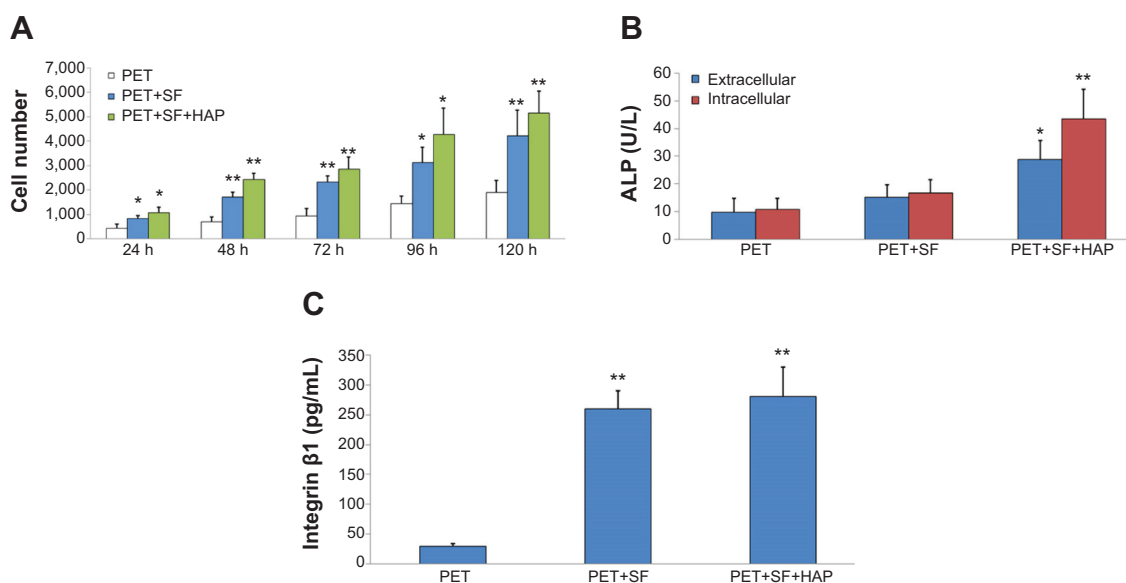 A
Cell number
7,000
6,000
5,000
4,000
3,000
2,000
1,000
0
PET
PET+SF
PET+SF+HAP
* * ** ** ** ** * * ** **
24 h 48 h 72 h 96 h 120 h
B
ALP (U/L)
60
50
40
30
20
10
0
Extracellular
Intracellular
* **
PET PET+SF PET+SF+HAP
C
Integrin β1 (pg/mL)
350
300
250
200
150
100
50
0
** **
PET PET+SF PET+SF+HAP